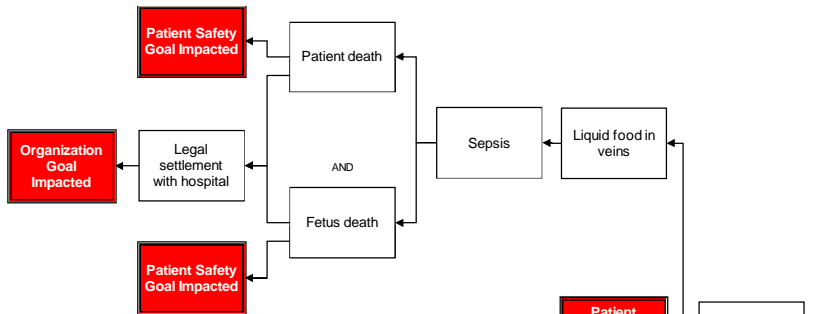 Patient Safety
Goal Impacted
Patient death
Organization
Goal
Impacted
Legal
settlement
with hospital
AND
Sepsis
Liquid food in
veins
Fetus death
Patient Safety
Goal Impacted
Patient